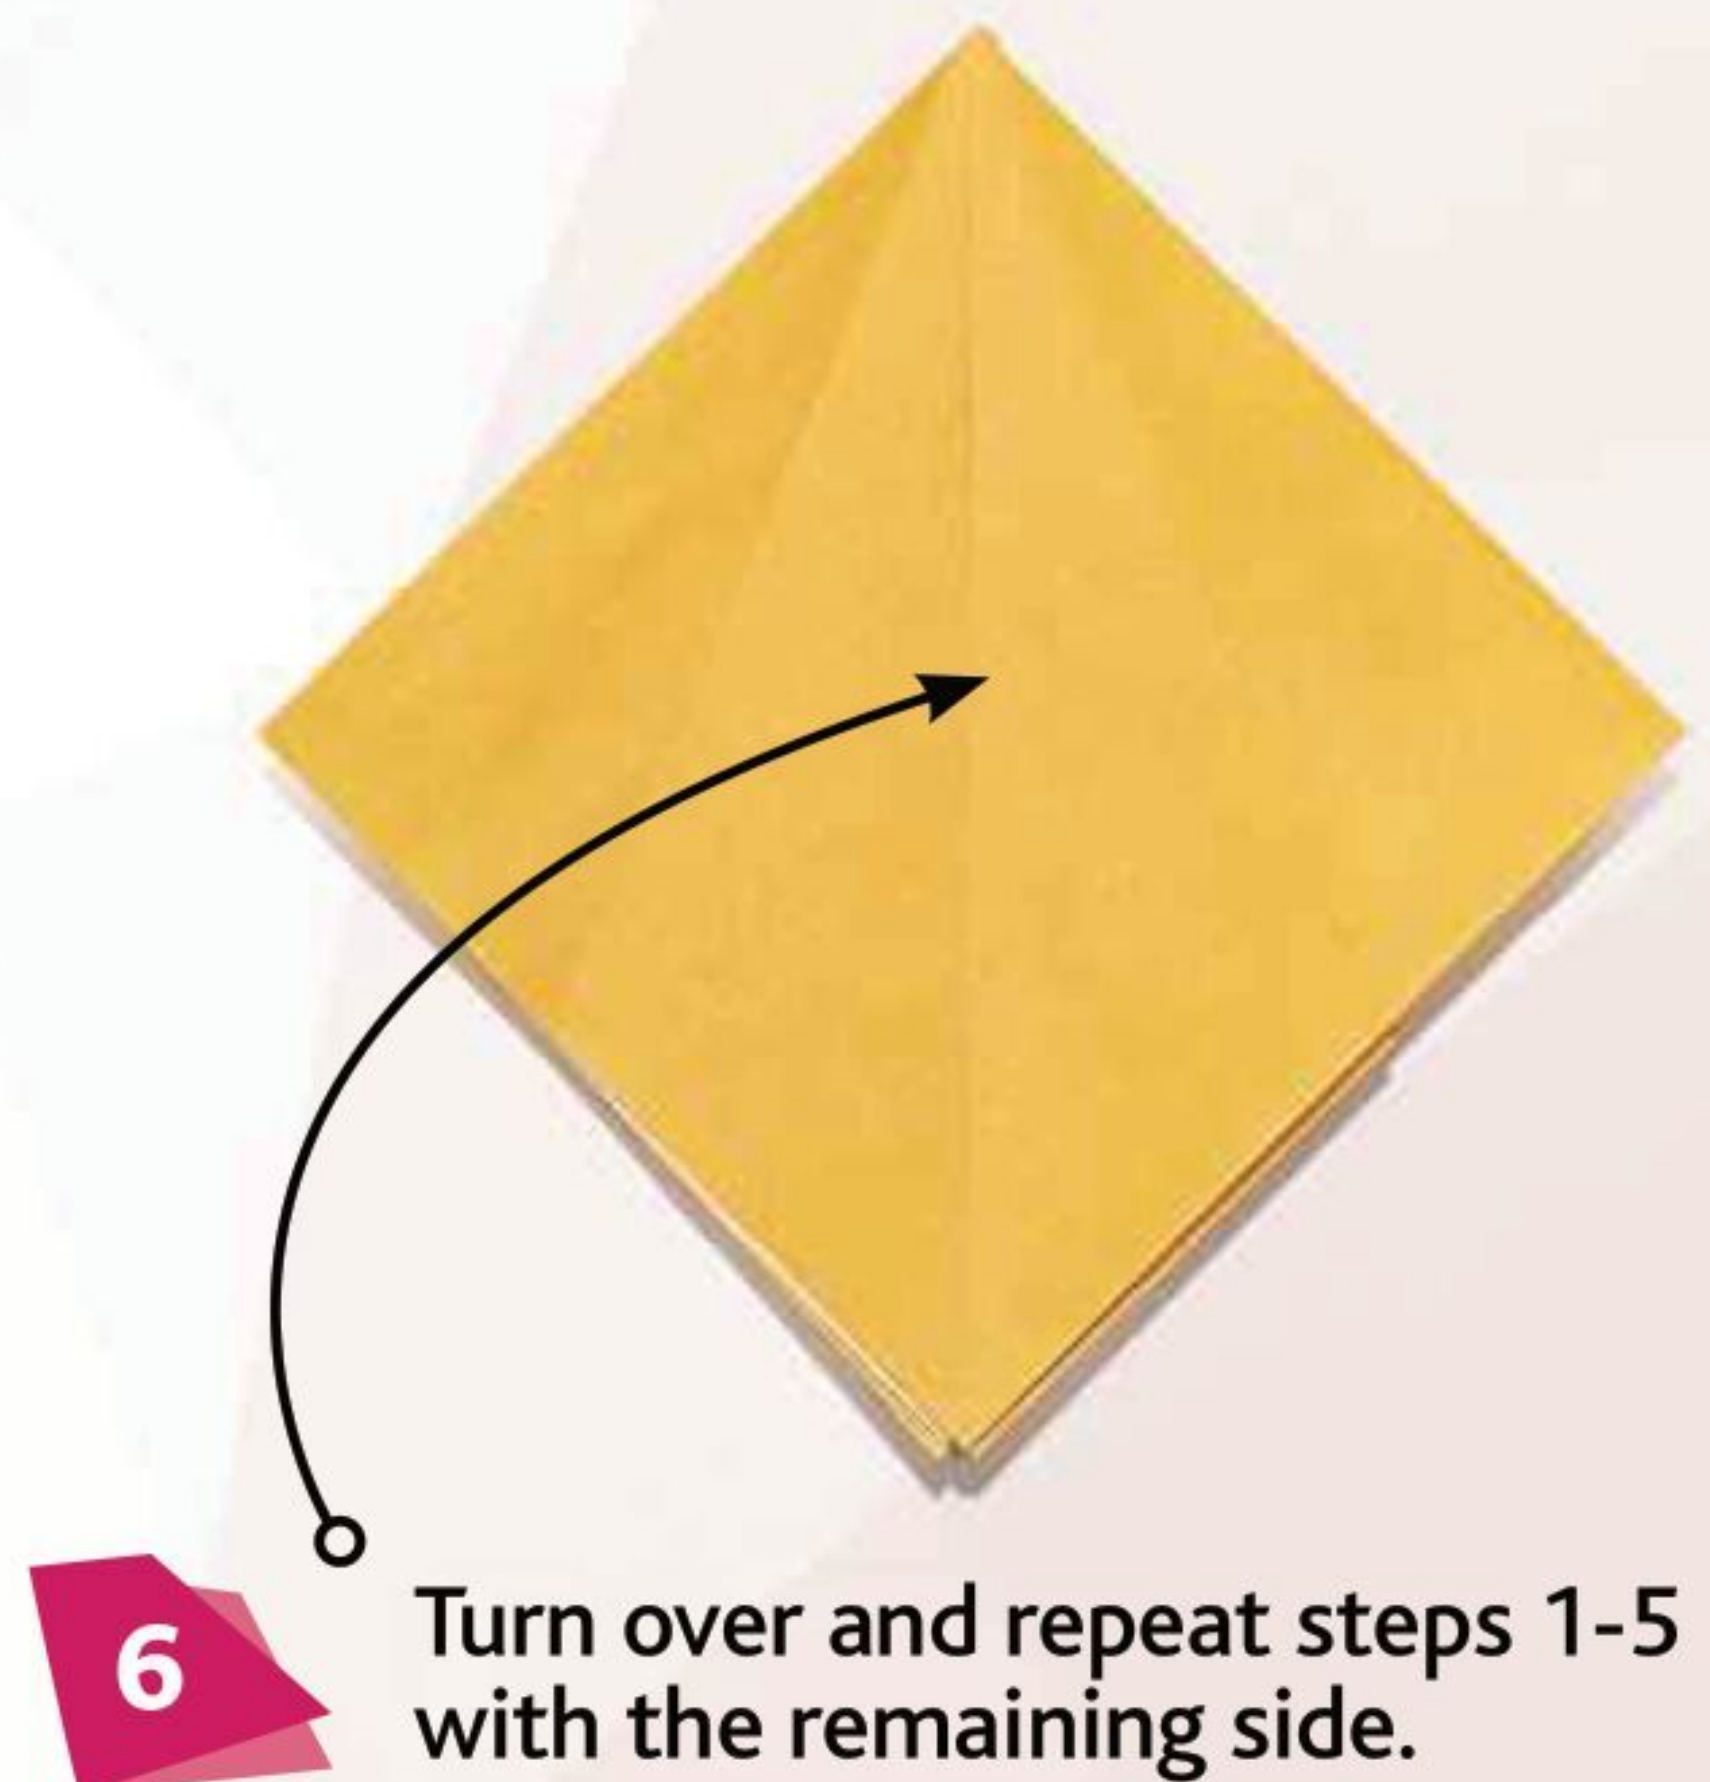 6
Turn over and repeat steps 1-5
with the remaining side.